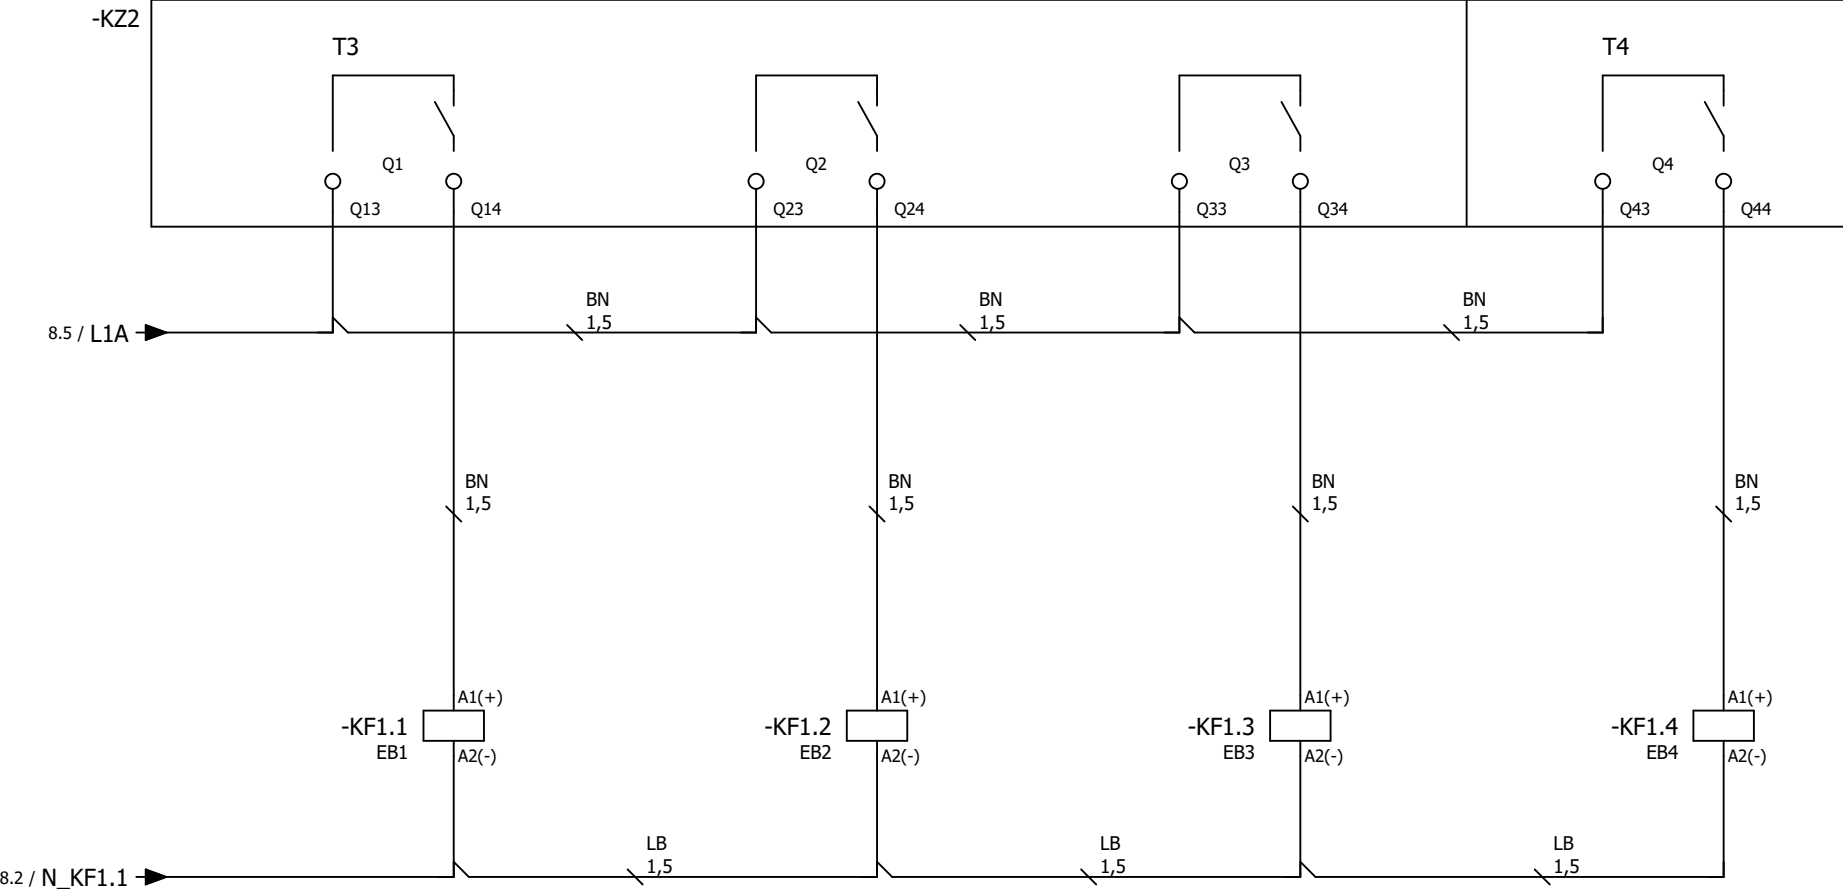 -KZ2
T3
T4
Q1
Q2
Q3
Q4
Q13
Q14
Q23
Q24
Q33
Q34
Q43
Q44
BN
1,5
BN
1,5
BN
1,5
8.5 / L1A
BN
1,5
BN
1,5
BN
1,5
BN
1,5
A1(+)
A1(+)
A1(+)
A1(+)
-KF1.1
-KF1.2
-KF1.3
-KF1.4
EB1
A2(-)
EB2
A2(-)
EB3
A2(-)
EB4
A2(-)
LB
1,5
LB
1,5
LB
1,5
8.2 / N_KF1.1